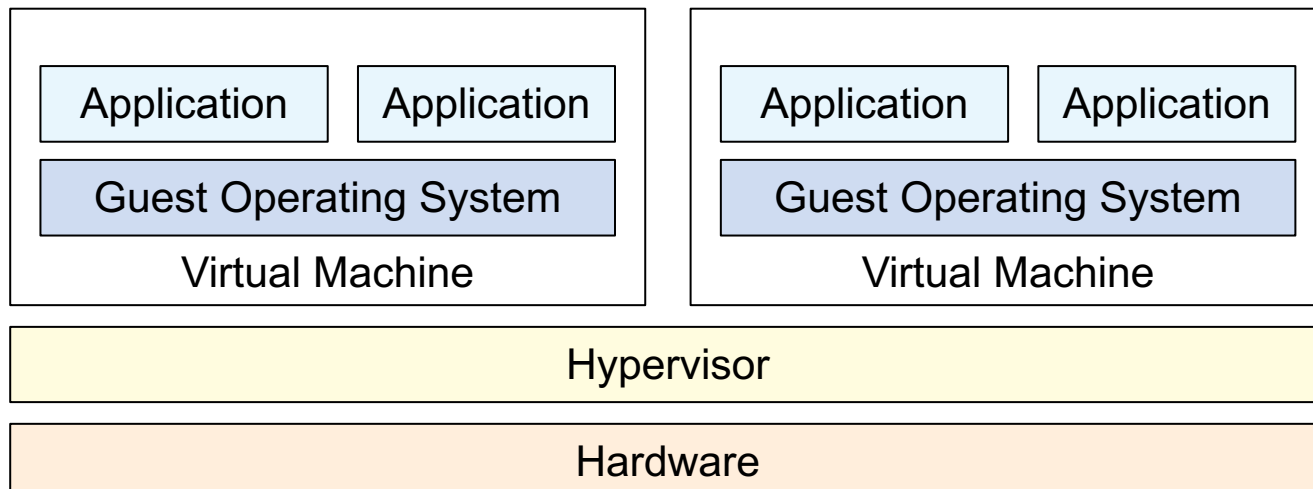 Application
Application
Application
Application
Guest Operating System
Guest Operating System
Virtual Machine
Virtual Machine
Hypervisor
Hardware